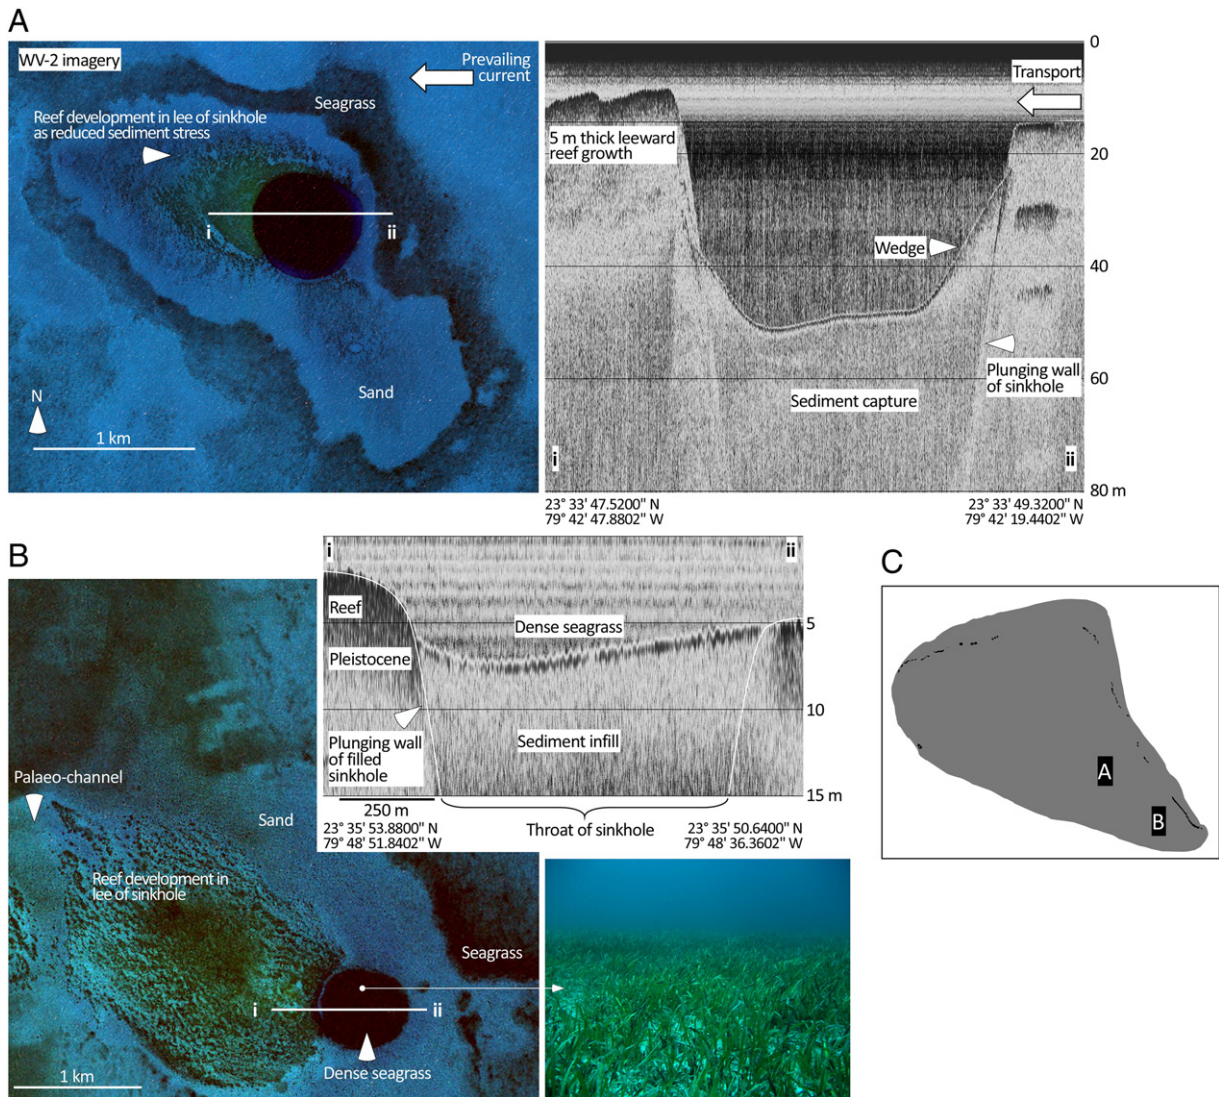 A
WV-2 imagery
Prevailing
current
Seagrass
Reef development in lee of sinkhole
as reduced sediment stress
i
ii
Sand
N
1 km
0
Transport
5 m thick leeward
reef growth
20
Wedge
40
Plunging wall
of sinkhole
60
Sediment capture
i
ii
80 m
23° 33' 47.5200" N
79° 42' 47.8802" W
23° 33' 49.3200" N
79° 42' 19.4402" W
B
i
ii
Reef
Dense seagrass
5
Pleistocene
10
Plunging wall
of filled
sinkhole
Sediment infill
15 m
250 m
Throat of sinkhole
23° 35' 53.8800" N
79° 48' 51.8402" W
23° 35' 50.6400" N
79° 48' 36.3602" W
Palaeo-channel
Sand
Reef development in
lee of sinkhole
Seagrass
i
ii
1 km
Dense seagrass
C
A
B